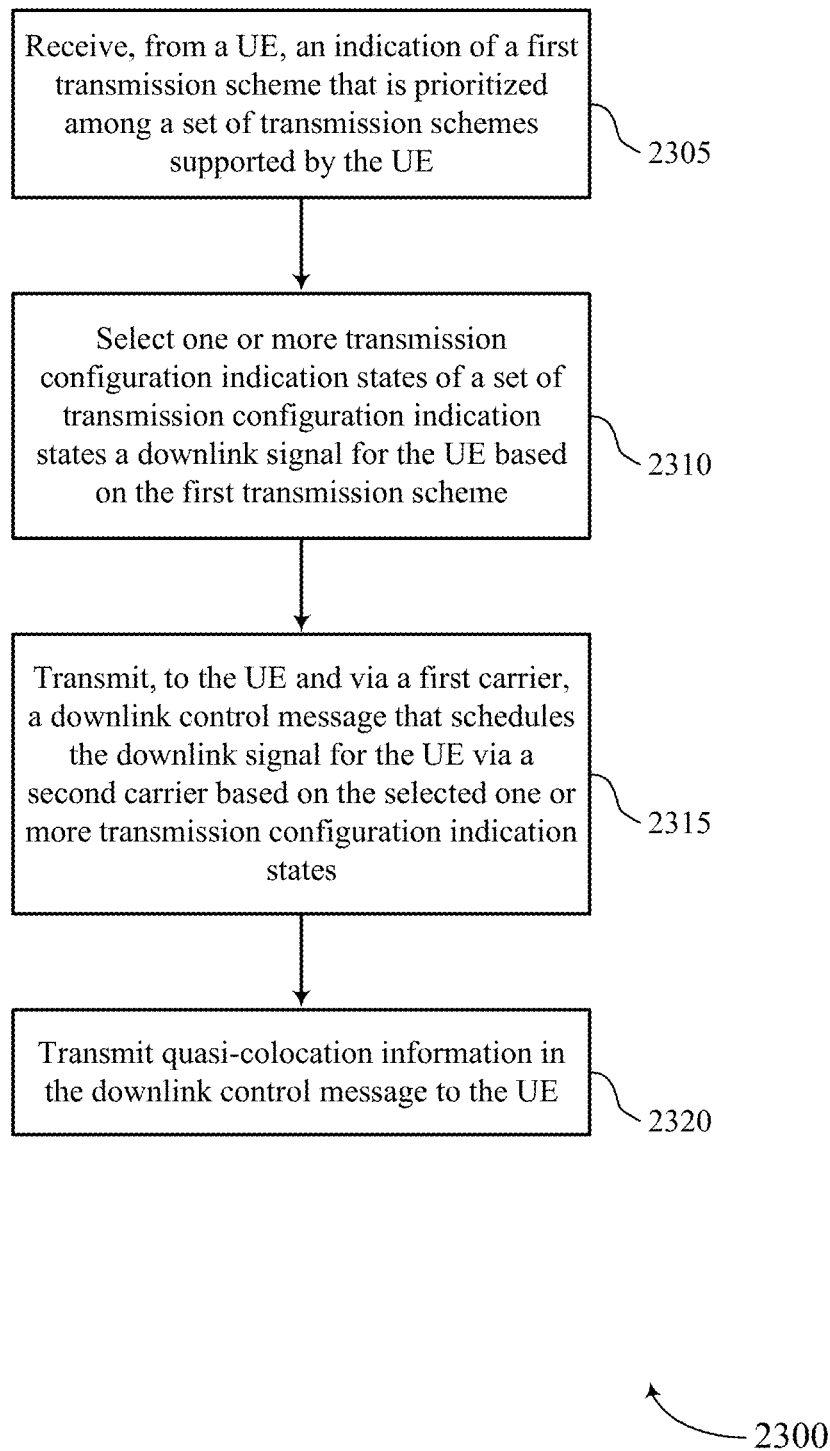 Receive, from a UE, an indication of a first
transmission scheme that is prioritized
among a set of transmission schemes
supported by the UE
2305
Select one or more transmission
configuration indication states of a set of
transmission configuration indication
states a downlink signal for the UE based
on the first transmission scheme
2310
Transmit, to the UE and via a first carrier,
a downlink control message that schedules
the downlink signal for the UE via a
second carrier based on the selected one or
more transmission configuration indication
states
2315
Transmit quasi-colocation information in
the downlink control message to the UE
2320
2300